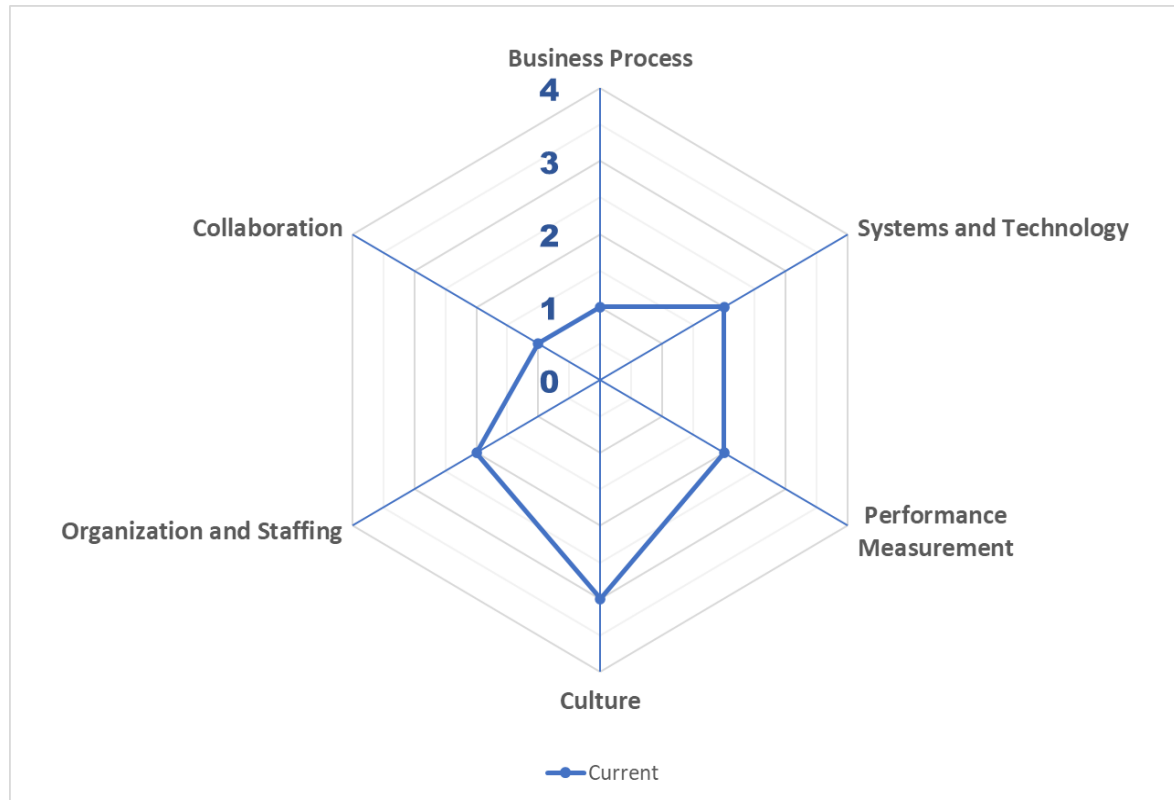 Business Process
4
3
Collaboration
2
Systems and Technology
1
0
Organization and Staffing
Performance
Measurement
Culture
Current